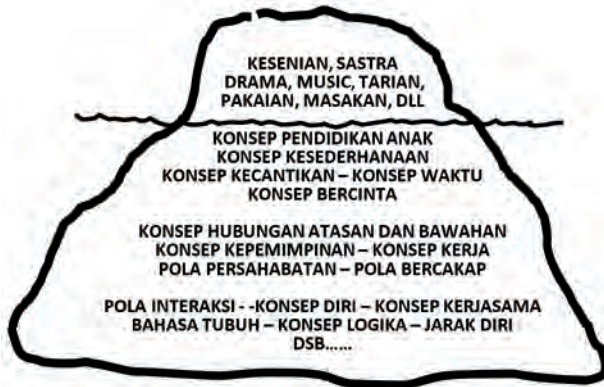 KESENIAN, SASTRA
DRAMA, MUSIC, TARIAN,
PAKAIAN, MASAKAN, DLL
KONSEP PENDIDIKAN ANAK
KONSEP KESEDERHANAAN
KONSEP KECANTIKAN – KONSEP WAKTU
KONSEP BERCINTA
KONSEP HUBUNGAN ATASAN DAN BAWAHAN
KONSEP KEPEMIMPINAN – KONSEP KERJA
POLA PERSAHABATAN – POLA BERCAKAP
POLA INTERAKSI - -KONSEP DIRI – KONSEP KERJASAMA
BAHASA TUBUH – KONSEP LOGIKA – JARAK DIRI
DSB......